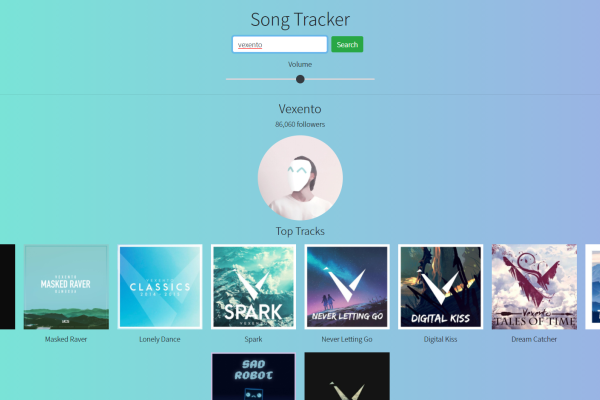 Song Tracker
vexento
Search
Volume
Vexento
86,060 followers
Top Tracks
VEXENTO
MASKED RAVER
CLASSICS
SPARK
NEVER LETTING GO
DIGITAL KISS
Vexento
TALES OF TIME
Masked Raver
Lonely Dance
Spark
Never Letting Go
Digital Kiss
Dream Catcher
SAD
ROBOT